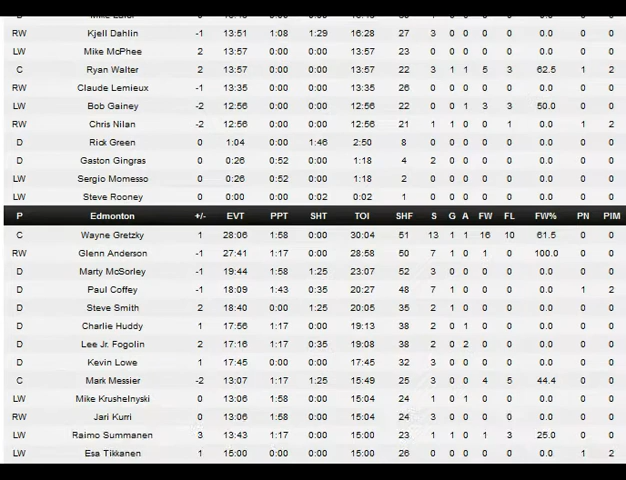 RW Kjell Dahlin -1 13:51 1:08 1:29 16:28 27 3 0 0 0 0 0.0 0 0
LW Mike McPhee 2 13:57 0:00 0:00 13:57 23 0 0 0 0 0 0.0 0 0
C Ryan Walter 2 13:57 0:00 0:00 13:57 22 3 1 1 5 3 62.5 1 2
RW Claude Lemieux -1 13:35 0:00 0:00 13:35 26 0 0 0 0 0 0.0 0 0
LW Bob Gainey -2 12:56 0:00 0:00 12:56 22 0 0 1 3 3 50.0 0 0
RW Chris Nilan -2 12:56 0:00 0:00 12:56 21 1 1 0 0 1 0.0 1 2
D Rick Green 0 1:04 0:00 1:46 2:50 8 0 0 0 0 0 0.0 0 0
D Gaston Gingras 0 0:26 0:52 0:00 1:18 4 2 0 0 0 0 0.0 0 0
LW Sergio Momesso 0 0:26 0:52 0:00 1:18 2 0 0 0 0 0 0.0 0 0
LW Steve Rooney 0 0:00 0:00 0:02 0:02 1 0 0 0 0 0 0.0 0 0
P Edmonton +/- EVT PPT SHT TOI SHF S G A FW FL FW% PN PIM
C Wayne Gretzky 1 28:06 1:58 0:00 30:04 51 13 1 1 16 10 61.5 0 0
RW Glenn Anderson -1 27:41 1:17 0:00 28:58 50 7 1 0 1 0 100.0 0 0
D Marty McSorley -1 19:44 1:58 1:25 23:07 52 3 0 0 0 0 0.0 0 0
D Paul Coffey -1 18:09 1:43 0:35 20:27 48 7 1 0 0 0 0.0 1 2
D Steve Smith 2 18:40 0:00 1:25 20:05 35 2 1 0 0 0 0.0 0 0
D Charlie Huddy 1 17:56 1:17 0:00 19:13 38 2 0 1 0 0 0.0 0 0
D Lee Jr. Fogolin 2 17:16 1:17 0:35 19:08 38 2 0 2 0 0 0.0 0 0
D Kevin Lowe 1 17:45 0:00 0:00 17:45 32 3 0 0 0 0 0.0 0 0
C Mark Messier -2 13:07 1:17 1:25 15:49 25 3 0 0 4 5 44.4 0 0
LW Mike Krushelnyski 0 13:06 1:58 0:00 15:04 24 1 0 1 0 0 0.0 0 0
RW Jari Kurri 0 13:06 1:58 0:00 15:04 24 3 0 0 0 0 0.0 0 0
LW Raimo Summanen 3 13:43 1:17 0:00 15:00 23 1 1 0 1 3 25.0 0 0
LW Esa Tikkanen 1 15:00 0:00 0:00 15:00 26 0 0 0 0 0 0.0 1 2